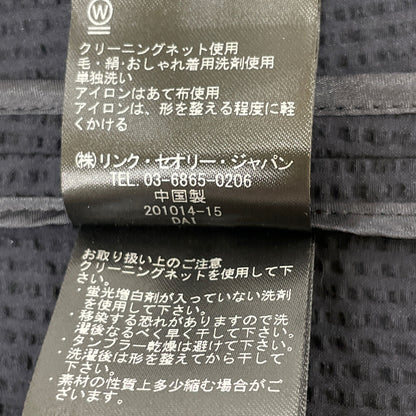 W
クリーニングネット使用
毛・絹・おしゃれ着用洗剤使用
単独洗い
アイロンはあて布使用
アイロンは、形を整える程度に軽
くかける
㈱リンク・セオリー・ジャパン
TEL. 03-6865-0206
中国製
201014-15
DAI
お取り扱い上のご注意
クリーニングネットを使用して下
さい。
・蛍光増白剤が入っていない洗剤
を使用して下さい。
・移染する恐れがありますので洗
濯後なるべく早く干して下さい。
・タンブラー乾燥は避けて下さい。
・洗濯後は形を整えてから干して
下さい。
・素材の性質上多少縮む場合がご
ざいます。